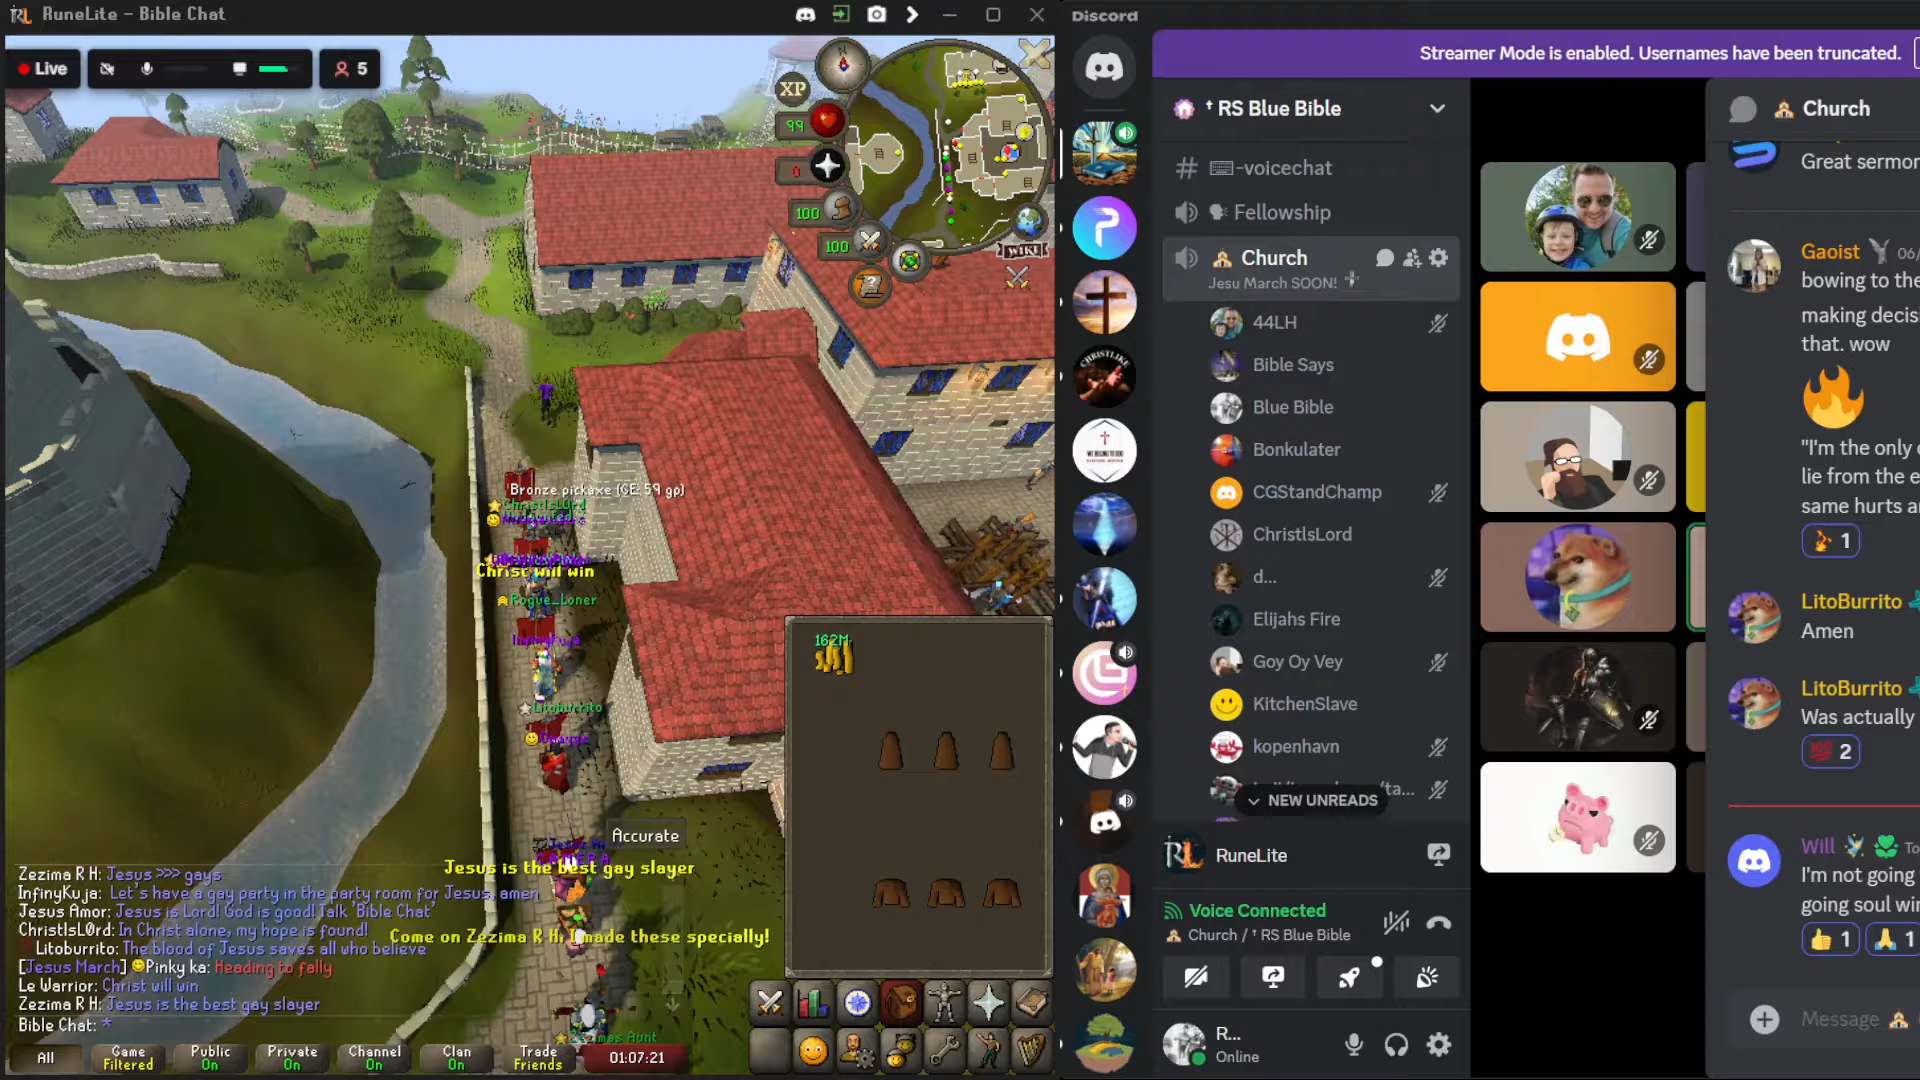 RuneLite - Bible Chat
Live
5
N
XP
99
0
100
100
WIKI
Bronze pickaxe (GE: 59 gp)
ChristIsL0rd
Christ will win
Rogue_Loner
InfinyKuja
Litoburrito
162M
Accurate
Jesus is the best gay slayer
Come on Zezima R H, I made these specially!
Zezimas Aunt
Zezima R H: Jesus >>> gays
InfinyKuja: Let's have a gay party in the party room for Jesus, amen
Jesus Amor: Jesus is Lord! God is good! Talk 'Bible Chat'
ChristIsL0rd: In Christ alone, my hope is found!
Litoburrito: The blood of Jesus saves all who believe
[Jesus March] Pinky ka: Heading to fally
Le Warrior: Christ will win
Zezima R H: Jesus is the best gay slayer
Bible Chat: *
All
Game
Filtered
Public
On
Private
On
Channel
On
Clan
On
Trade
Friends
01:07:21
Discord
Streamer Mode is enabled. Usernames have been truncated.
† RS Blue Bible
-voicechat
Fellowship
Church
Jesu March SOON!
44LH
Bible Says
Blue Bible
Bonkulater
CGStandChamp
ChristlsLord
d...
Elijahs Fire
Goy Oy Vey
KitchenSlave
kopenhavn
NEW UNREADS
RuneLite
Voice Connected
Church / † RS Blue Bible
R...
Online
CHRISTLIKE
Church
Great sermon
Gaoist 06/
bowing to the
making decis
that. wow
"I'm the only
lie from the e
same hurts a
1
LitoBurrito
Amen
LitoBurrito
Was actually
100 2
Will To
I'm not going
going soul wi
1
1
Message